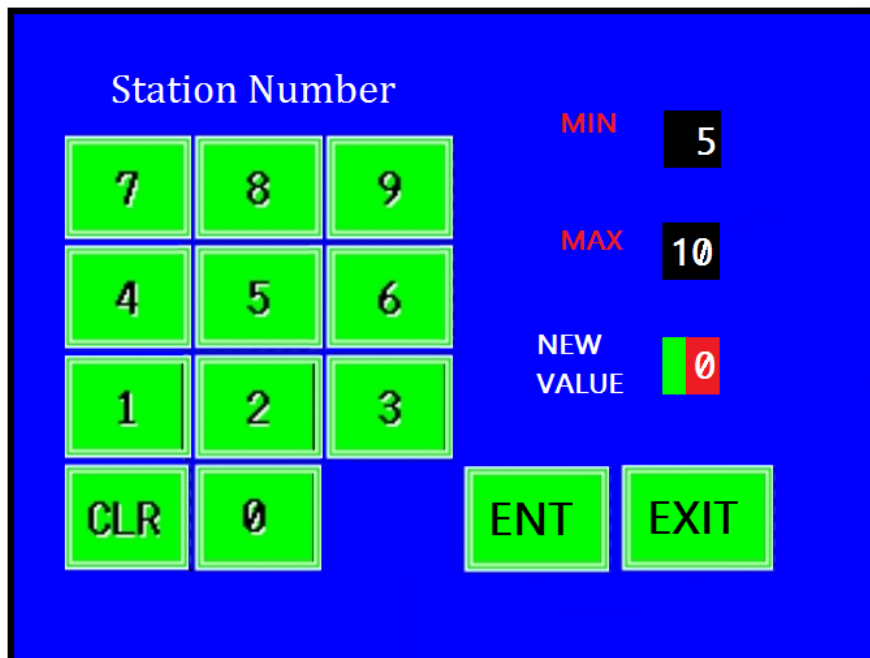 Station Number
MIN 5
7 8 9
MAX 10
4 5 6
NEW
VALUE 0
1 2 3
CLR 0 ENT EXIT